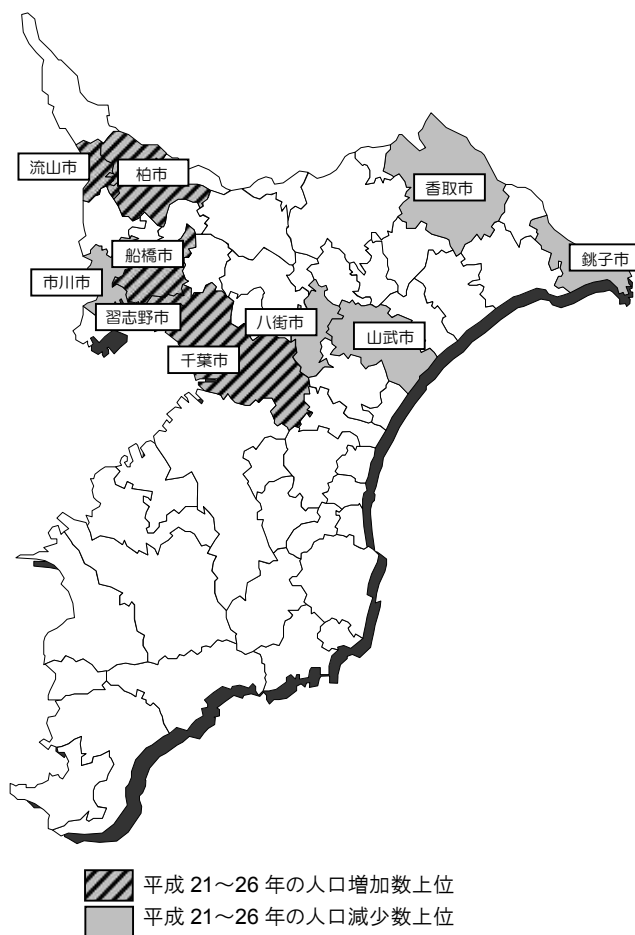 流山市
柏市
香取市
船橋市
銚子市
市川市
習志野市
八街市
山武市
千葉市
平成 21～26 年の人口増加数上位
平成 21～26 年の人口減少数上位